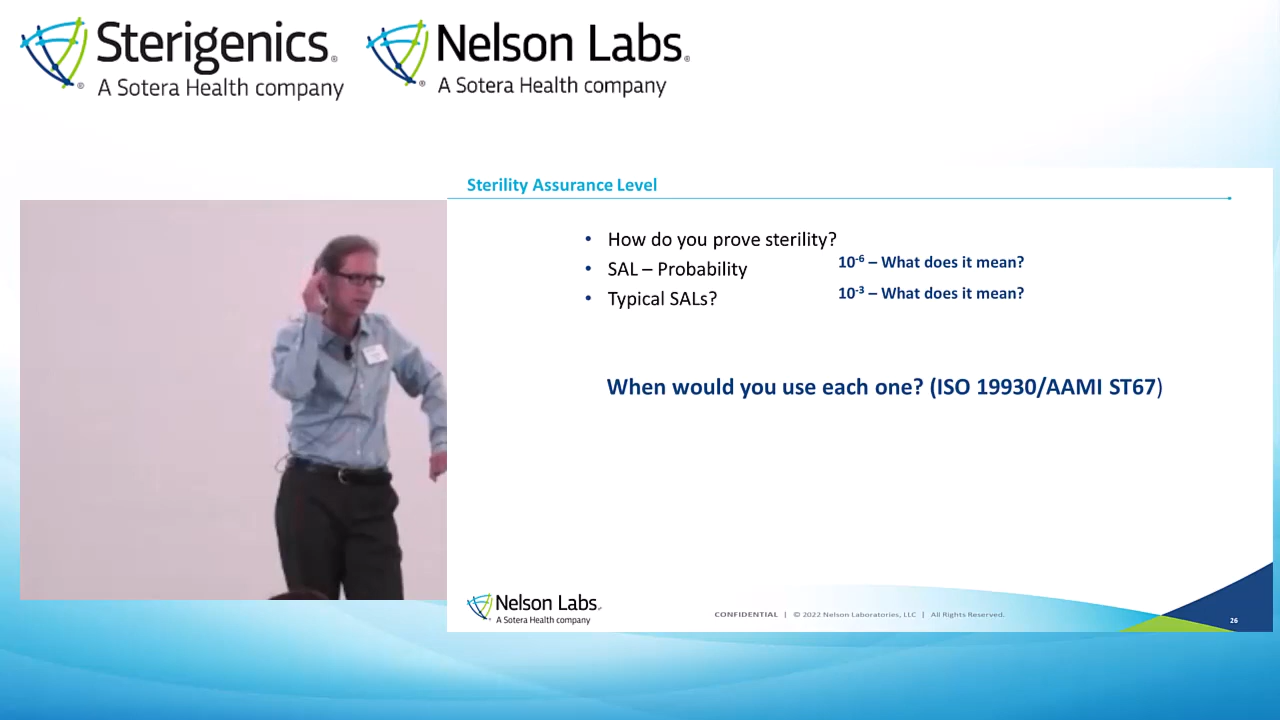 Sterigenics®
A Sotera Health company
Nelson Labs®
A Sotera Health company
Sterility Assurance Level
• How do you prove sterility?
• SAL – Probability
10-6 – What does it mean?
• Typical SALs?
10-3 – What does it mean?
When would you use each one? (ISO 19930/AAMI ST67)
Nelson Labs®
A Sotera Health company
CONFIDENTIAL | © 2022 Nelson Laboratories, LLC | All Rights Reserved.
26